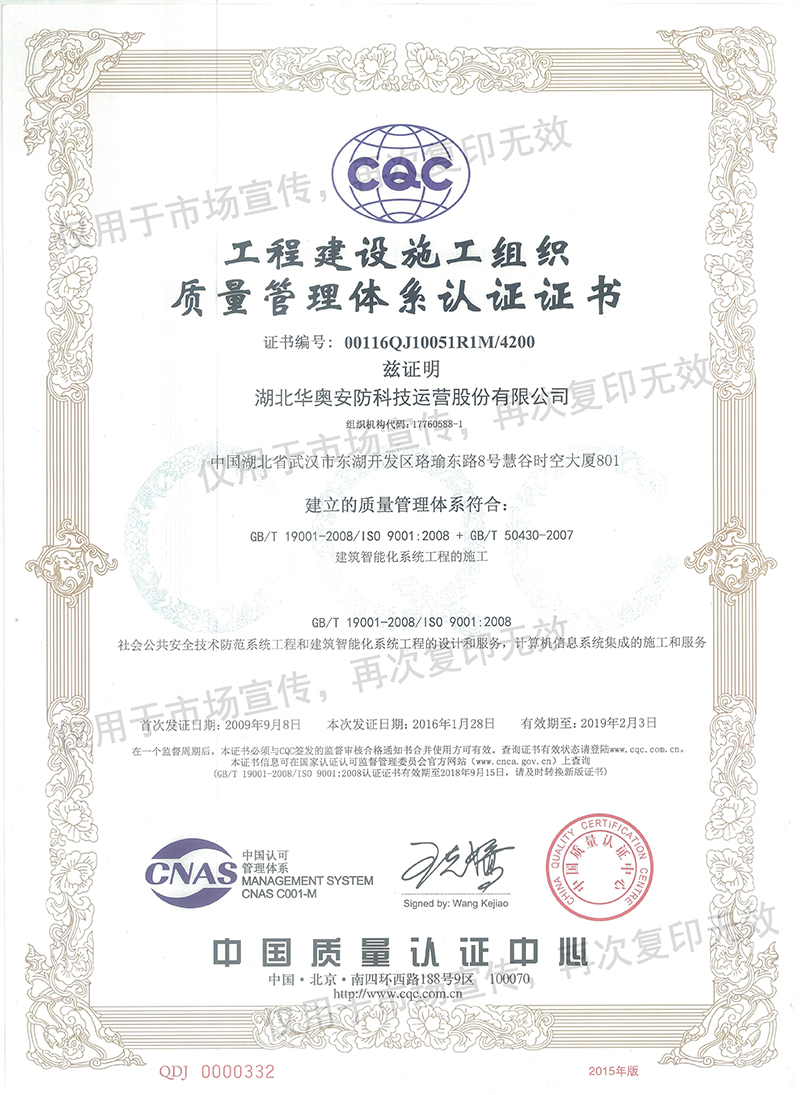 CQC
工程建设施工组织
质量管理体系认证证书
证书编号：00116QJ10051R1M/4200
兹证明
湖北华奥安防科技运营股份有限公司
组织机构代码：17760588-1
中国湖北省武汉市东湖开发区珞瑜东路8号慧谷时空大厦801
建立的质量管理体系符合：
GB/T 19001-2008/ISO 9001:2008 + GB/T 50430-2007
建筑智能化系统工程的施工
GB/T 19001-2008/ISO 9001:2008
社会公共安全技术防范系统工程和建筑智能化系统工程的设计和服务，计算机信息系统集成的施工和服务
首次发证日期：2009年9月8日 本次发证日期：2016年1月28日 有效期至：2019年2月3日
在一个监督周期后，本证书必须与CQC签发的监督审核合格通知书合并使用方可有效。查询证书有效状态请登陆www.cqc.com.cn。
本证书信息可在国家认证认可监督管理委员会官方网站（www.cnca.gov.cn）上查询
(GB/T 19001-2008/ISO 9001:2008认证证书有效期至2018年9月15日，请及时转换新版证书)
CNAS
中国认可
管理体系
MANAGEMENT SYSTEM
CNAS C001-M
Signed by: Wang Kejiao
CHINA QUALITY CERTIFICATION CENTRE
中国质量认证中心
中国质量认证中心
中国·北京·南四环西路188号9区 100070
http://www.cqc.com.cn
QDJ 0000332
2015年版
仅用于市场宣传，再次复印无效
仅用于市场宣传，再次复印无效
仅用于市场宣传，再次复印无效
仅用于市场宣传，再次复印无效